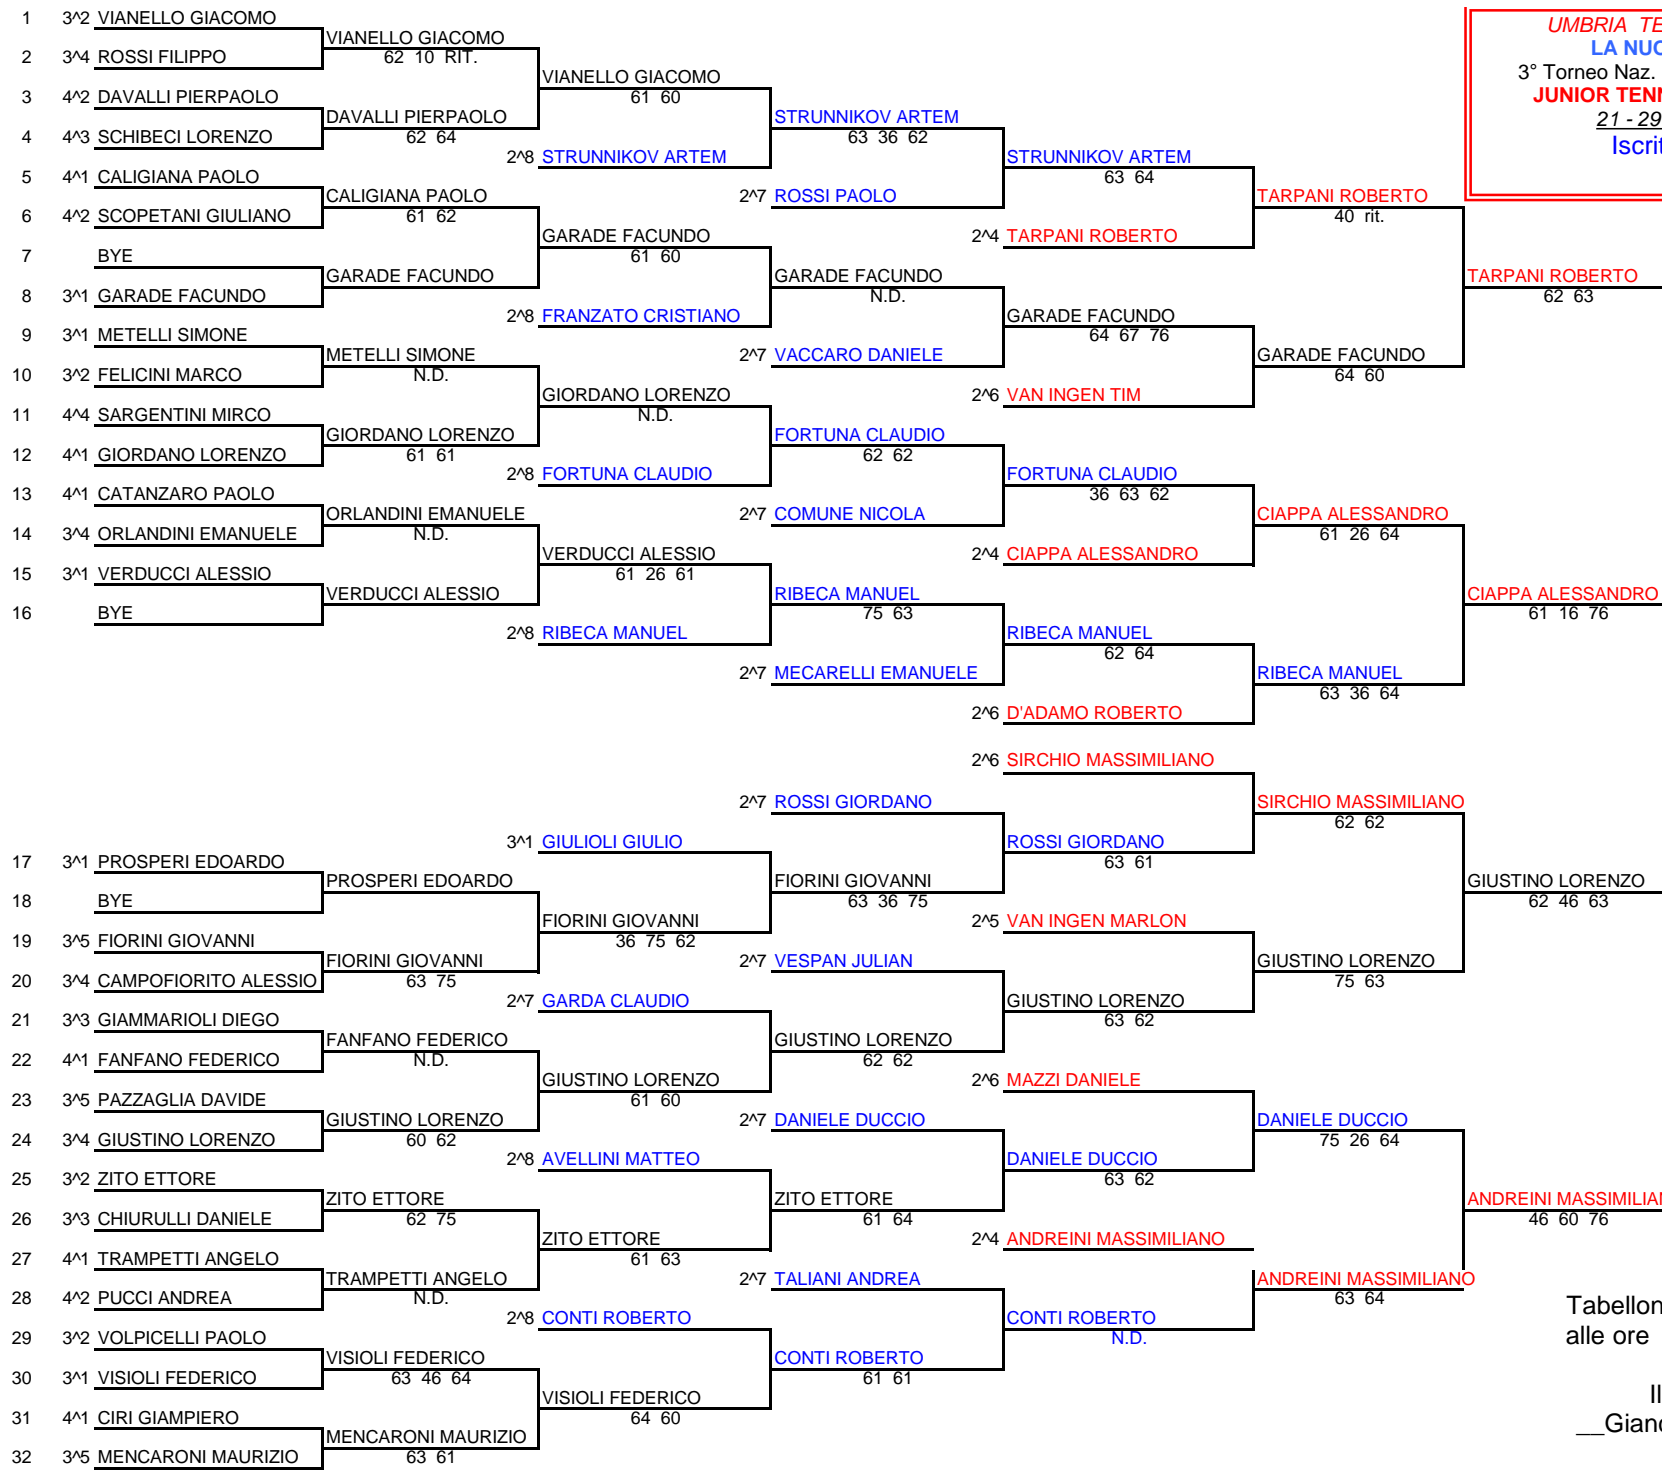 UMBRIA TE
LA NUO
3° Torneo Naz.
JUNIOR TENN
21 - 29
Iscrit
1 3^2 VIANELLO GIACOMO
VIANELLO GIACOMO
62 10 RIT.
2 3^4 ROSSI FILIPPO
VIANELLO GIACOMO
61 60
3 4^2 DAVALLI PIERPAOLO
DAVALLI PIERPAOLO
62 64
STRUNNIKOV ARTEM
63 36 62
4 4^3 SCHIBECI LORENZO
2^8 STRUNNIKOV ARTEM
STRUNNIKOV ARTEM
63 64
5 4^1 CALIGIANA PAOLO
CALIGIANA PAOLO
61 62
2^7 ROSSI PAOLO
TARPANI ROBERTO
40 rit.
6 4^2 SCOPETANI GIULIANO
GARADE FACUNDO
61 60
2^4 TARPANI ROBERTO
7 BYE
GARADE FACUNDO
GARADE FACUNDO
N.D.
TARPANI ROBERTO
62 63
8 3^1 GARADE FACUNDO
2^8 FRANZATO CRISTIANO
GARADE FACUNDO
64 67 76
9 3^1 METELLI SIMONE
METELLI SIMONE
N.D.
2^7 VACCARO DANIELE
GARADE FACUNDO
64 60
10 3^2 FELICINI MARCO
GIORDANO LORENZO
N.D.
2^6 VAN INGEN TIM
11 4^4 SARGENTINI MIRCO
GIORDANO LORENZO
61 61
FORTUNA CLAUDIO
62 62
12 4^1 GIORDANO LORENZO
2^8 FORTUNA CLAUDIO
FORTUNA CLAUDIO
36 63 62
13 4^1 CATANZARO PAOLO
ORLANDINI EMANUELE
N.D.
2^7 COMUNE NICOLA
CIAPPA ALESSANDRO
61 26 64
14 3^4 ORLANDINI EMANUELE
VERDUCCI ALESSIO
61 26 61
2^4 CIAPPA ALESSANDRO
15 3^1 VERDUCCI ALESSIO
VERDUCCI ALESSIO
RIBECA MANUEL
75 63
CIAPPA ALESSANDRO
61 16 76
16 BYE
2^8 RIBECA MANUEL
RIBECA MANUEL
62 64
2^7 MECARELLI EMANUELE
RIBECA MANUEL
63 36 64
2^6 D'ADAMO ROBERTO
2^6 SIRCHIO MASSIMILIANO
2^7 ROSSI GIORDANO
SIRCHIO MASSIMILIANO
62 62
3^1 GIULIOLI GIULIO
ROSSI GIORDANO
63 61
17 3^1 PROSPERI EDOARDO
PROSPERI EDOARDO
FIORINI GIOVANNI
63 36 75
GIUSTINO LORENZO
62 46 63
18 BYE
FIORINI GIOVANNI
36 75 62
2^5 VAN INGEN MARLON
19 3^5 FIORINI GIOVANNI
FIORINI GIOVANNI
63 75
2^7 VESPAN JULIAN
GIUSTINO LORENZO
75 63
20 3^4 CAMPOFIORITO ALESSIO
2^7 GARDA CLAUDIO
GIUSTINO LORENZO
63 62
21 3^3 GIAMMARIOLI DIEGO
FANFANO FEDERICO
N.D.
GIUSTINO LORENZO
62 62
22 4^1 FANFANO FEDERICO
GIUSTINO LORENZO
61 60
2^6 MAZZI DANIELE
23 3^5 PAZZAGLIA DAVIDE
GIUSTINO LORENZO
60 62
2^7 DANIELE DUCCIO
DANIELE DUCCIO
75 26 64
24 3^4 GIUSTINO LORENZO
2^8 AVELLINI MATTEO
DANIELE DUCCIO
63 62
25 3^2 ZITO ETTORE
ZITO ETTORE
62 75
ZITO ETTORE
61 64
ANDREINI MASSIMILIAN
46 60 76
26 3^3 CHIURULLI DANIELE
ZITO ETTORE
61 63
2^4 ANDREINI MASSIMILIANO
27 4^1 TRAMPETTI ANGELO
TRAMPETTI ANGELO
N.D.
2^7 TALIANI ANDREA
ANDREINI MASSIMILIANO
63 64
28 4^2 PUCCI ANDREA
2^8 CONTI ROBERTO
CONTI ROBERTO
N.D.
29 3^2 VOLPICELLI PAOLO
VISIOLI FEDERICO
63 46 64
CONTI ROBERTO
61 61
30 3^1 VISIOLI FEDERICO
VISIOLI FEDERICO
64 60
31 4^1 CIRI GIAMPIERO
MENCARONI MAURIZIO
63 61
32 3^5 MENCARONI MAURIZIO
Tabellon
alle ore
Il
__Gianc